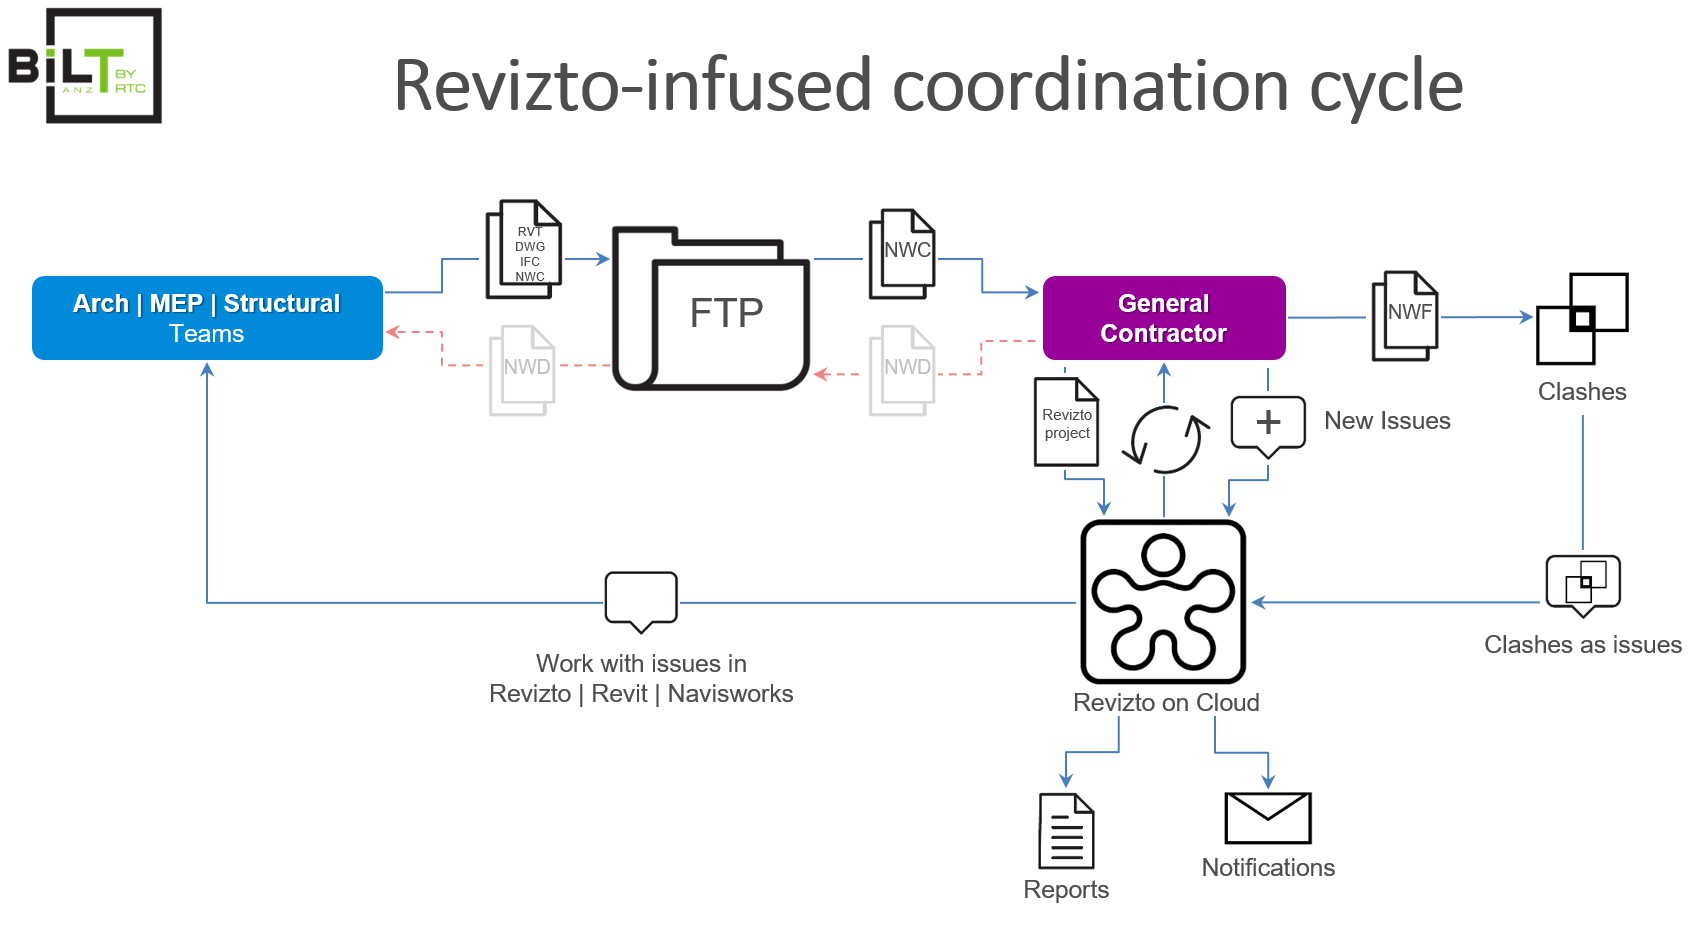 BiLT
BY
ANZ RTC
Revizto-infused coordination cycle
RVT
DWG
IFC
NWC
NWC
FTP
Arch | MEP | Structural
Teams
General
Contractor
NWF
NWD
NWD
Clashes
Revizto
project
+
New Issues
Clashes as issues
Work with issues in
Revizto | Revit | Navisworks
Revizto on Cloud
Reports
Notifications